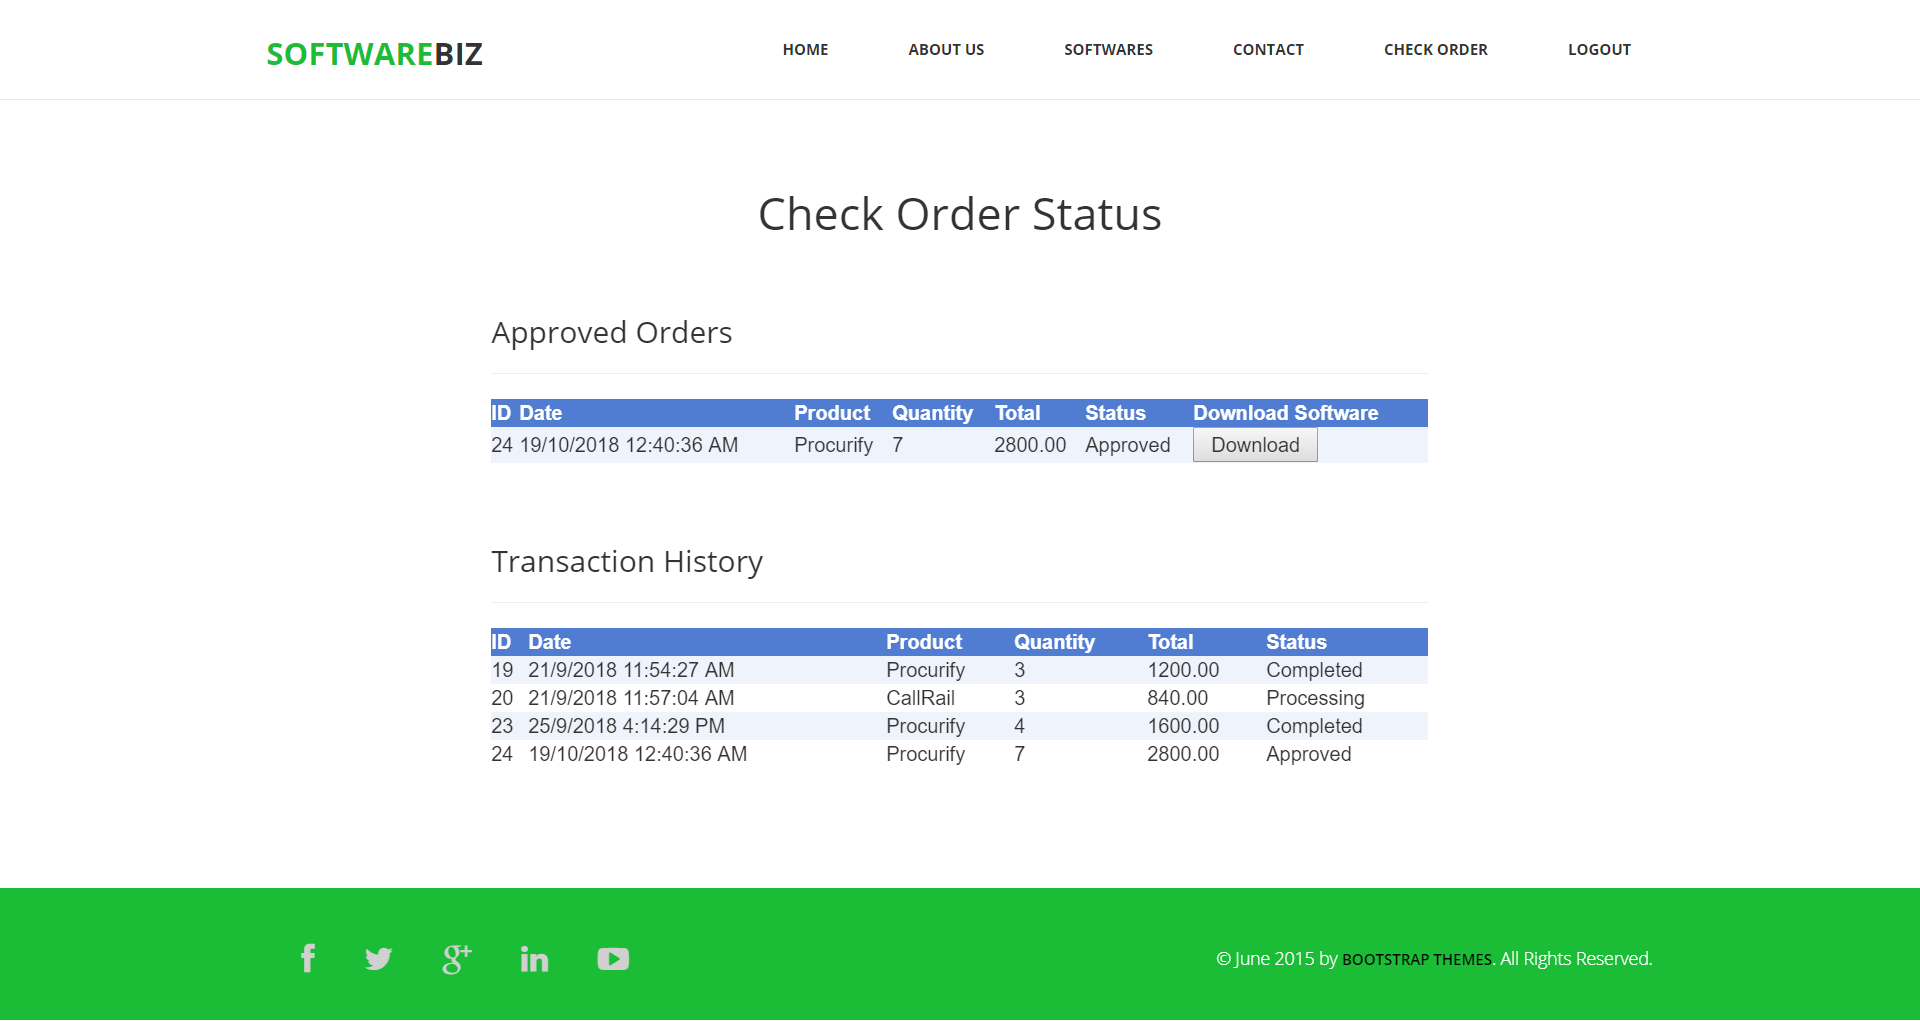 SOFTWAREBIZ HOME ABOUT US SOFTWARES CONTACT CHECK ORDER LOGOUT
Check Order Status
Approved Orders
ID Date Product Quantity Total Status Download Software
24 19/10/2018 12:40:36 AM Procurify 7 2800.00 Approved Download
Transaction History
ID Date Product Quantity Total Status
19 21/9/2018 11:54:27 AM Procurify 3 1200.00 Completed
20 21/9/2018 11:57:04 AM CallRail 3 840.00 Processing
23 25/9/2018 4:14:29 PM Procurify 4 1600.00 Completed
24 19/10/2018 12:40:36 AM Procurify 7 2800.00 Approved
© June 2015 by BOOTSTRAP THEMES. All Rights Reserved.